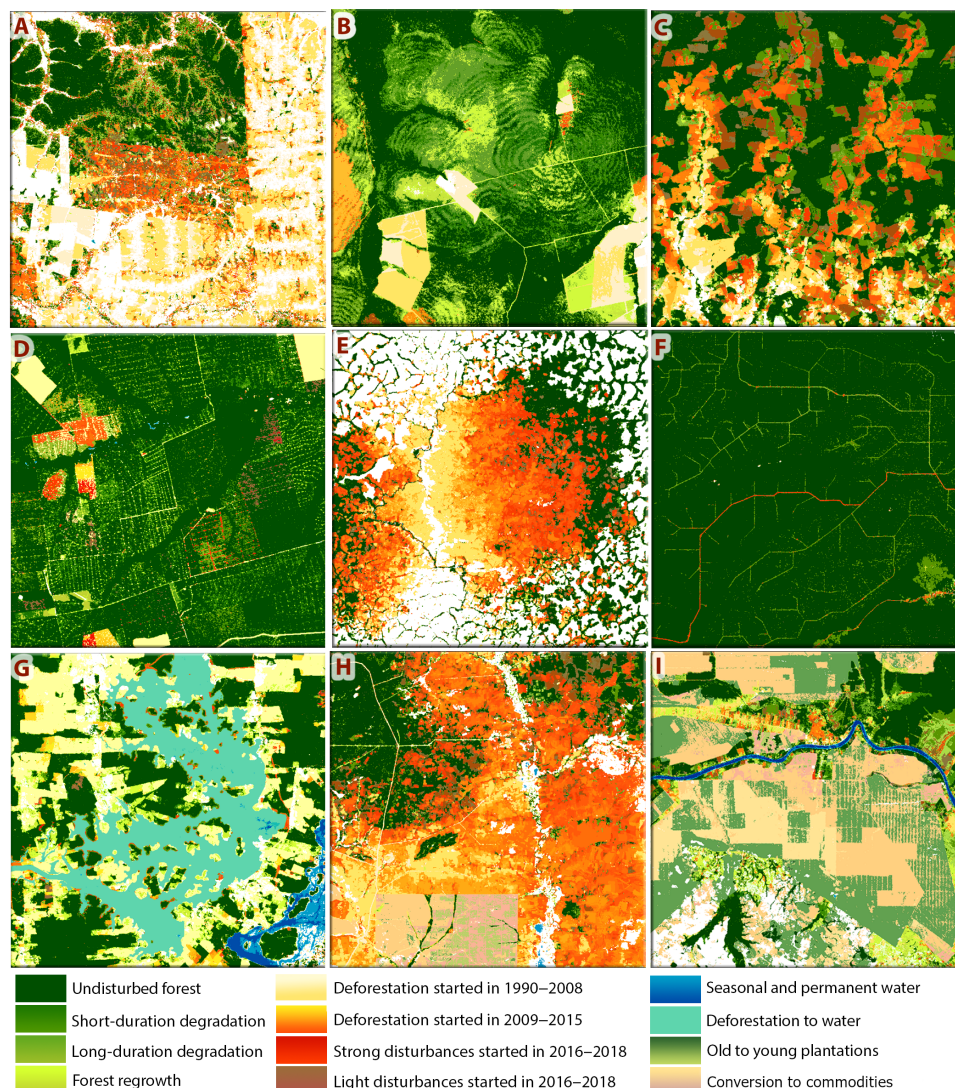 A
B
C
D
E
F
G
H
I
Undisturbed forest
Short-duration degradation
Long-duration degradation
Forest regrowth
Deforestation started in 1990–2008
Deforestation started in 2009–2015
Strong disturbances started in 2016–2018
Light disturbances started in 2016–2018
Seasonal and permanent water
Deforestation to water
Old to young plantations
Conversion to commodities